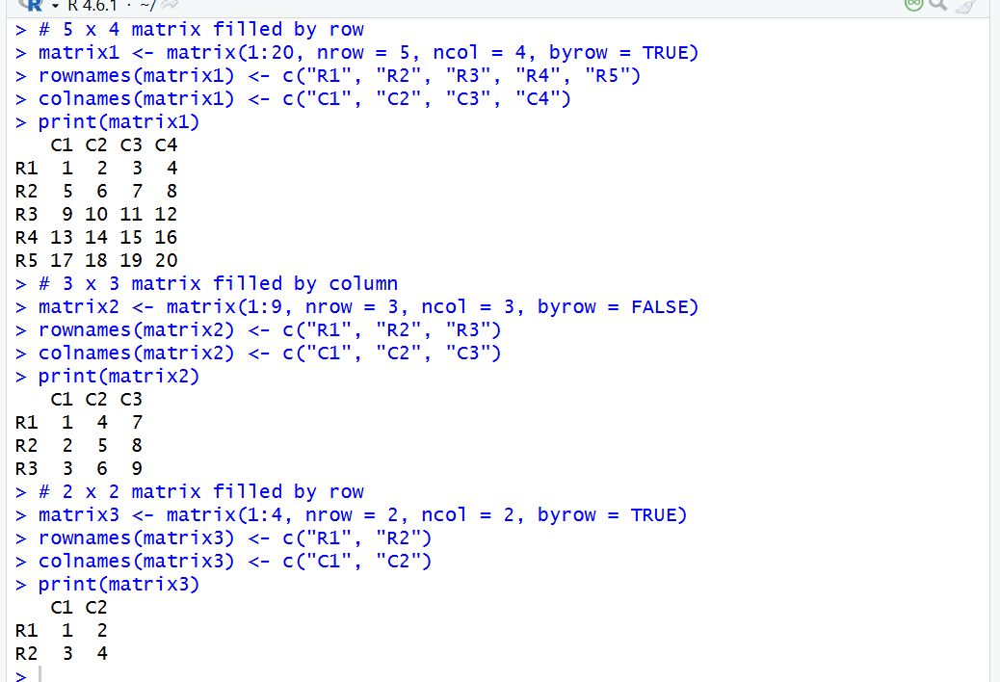 R 4.6.1 · ~/
> # 5 x 4 matrix filled by row
> matrix1 <- matrix(1:20, nrow = 5, ncol = 4, byrow = TRUE)
> rownames(matrix1) <- c("R1", "R2", "R3", "R4", "R5")
> colnames(matrix1) <- c("C1", "C2", "C3", "C4")
> print(matrix1)
   C1 C2 C3 C4
R1  1  2  3  4
R2  5  6  7  8
R3  9 10 11 12
R4 13 14 15 16
R5 17 18 19 20
> # 3 x 3 matrix filled by column
> matrix2 <- matrix(1:9, nrow = 3, ncol = 3, byrow = FALSE)
> rownames(matrix2) <- c("R1", "R2", "R3")
> colnames(matrix2) <- c("C1", "C2", "C3")
> print(matrix2)
   C1 C2 C3
R1  1  4  7
R2  2  5  8
R3  3  6  9
> # 2 x 2 matrix filled by row
> matrix3 <- matrix(1:4, nrow = 2, ncol = 2, byrow = TRUE)
> rownames(matrix3) <- c("R1", "R2")
> colnames(matrix3) <- c("C1", "C2")
> print(matrix3)
   C1 C2
R1  1  2
R2  3  4
>